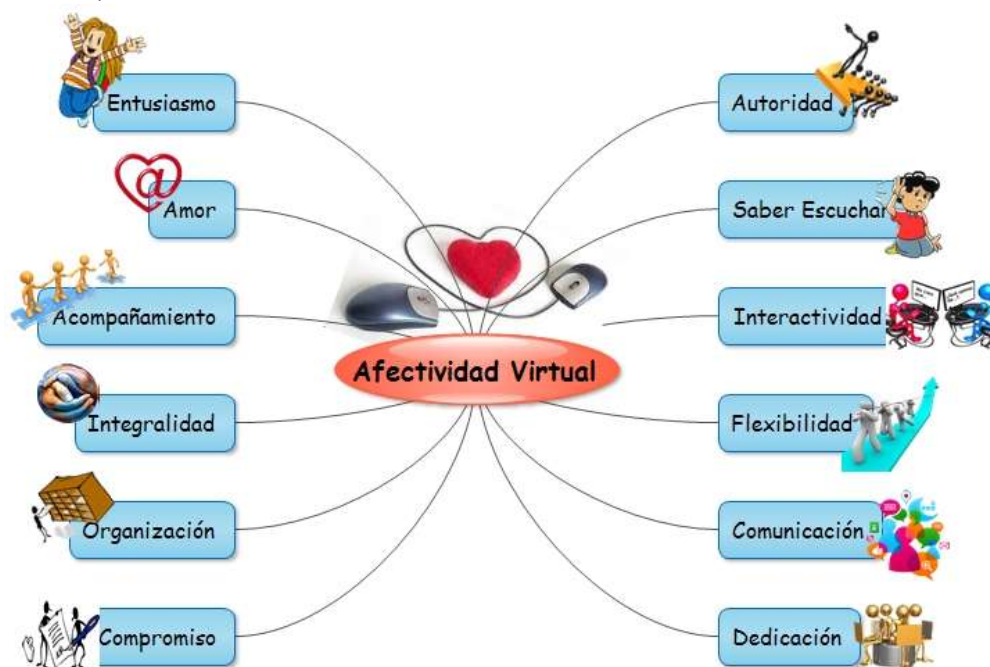 Entusiasmo
Amor
Acompañamiento
Integralidad
Organización
Compromiso
Afectividad Virtual
Autoridad
Saber Escuchar
Interactividad
Flexibilidad
Comunicación
Dedicación